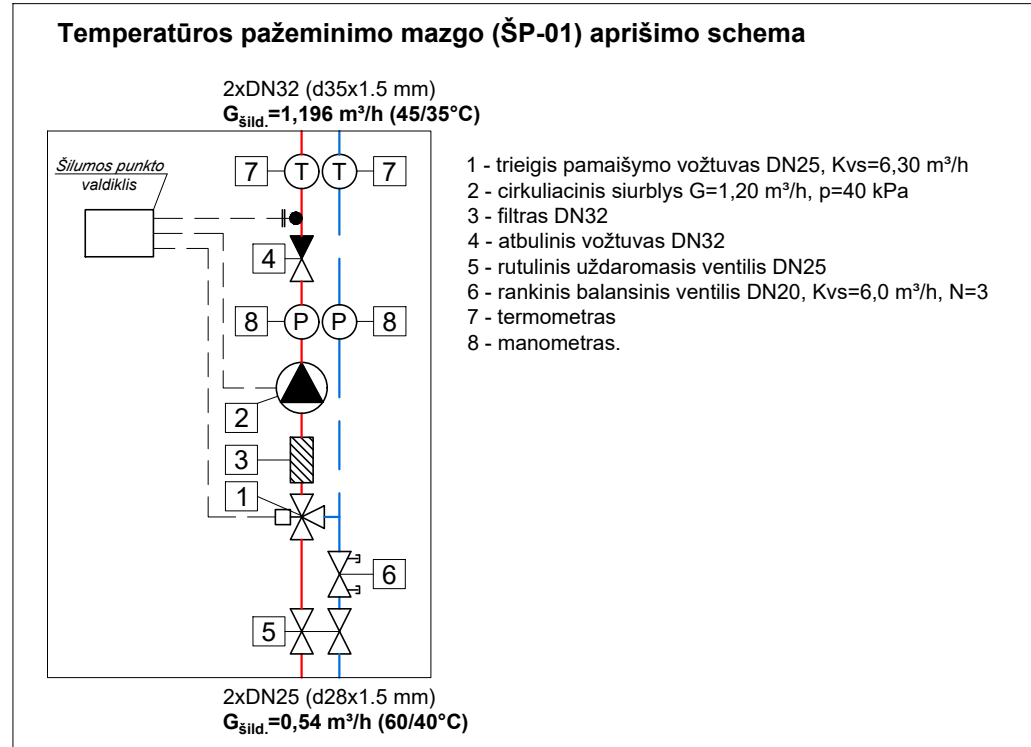 Temperatūros pažeminimo mazgo (ŠP-01) aprišimo schema
2xDN32 (d35x1.5 mm)
Gšild.=1,196 m³/h (45/35°C)
Šilumos punkto
valdiklis
7
T
T
7
4
8
P
P
8
2
3
1
6
5
1 - trieigis pamaišymo vožtuvas DN25, Kvs=6,30 m³/h
2 - cirkuliacinis siurblys G=1,20 m³/h, p=40 kPa
3 - filtras DN32
4 - atbulinis vožtuvas DN32
5 - rutulinis uždaromasis ventilis DN25
6 - rankinis balansinis ventilis DN20, Kvs=6,0 m³/h, N=3
7 - termometras
8 - manometras.
2xDN25 (d28x1.5 mm)
Gšild.=0,54 m³/h (60/40°C)